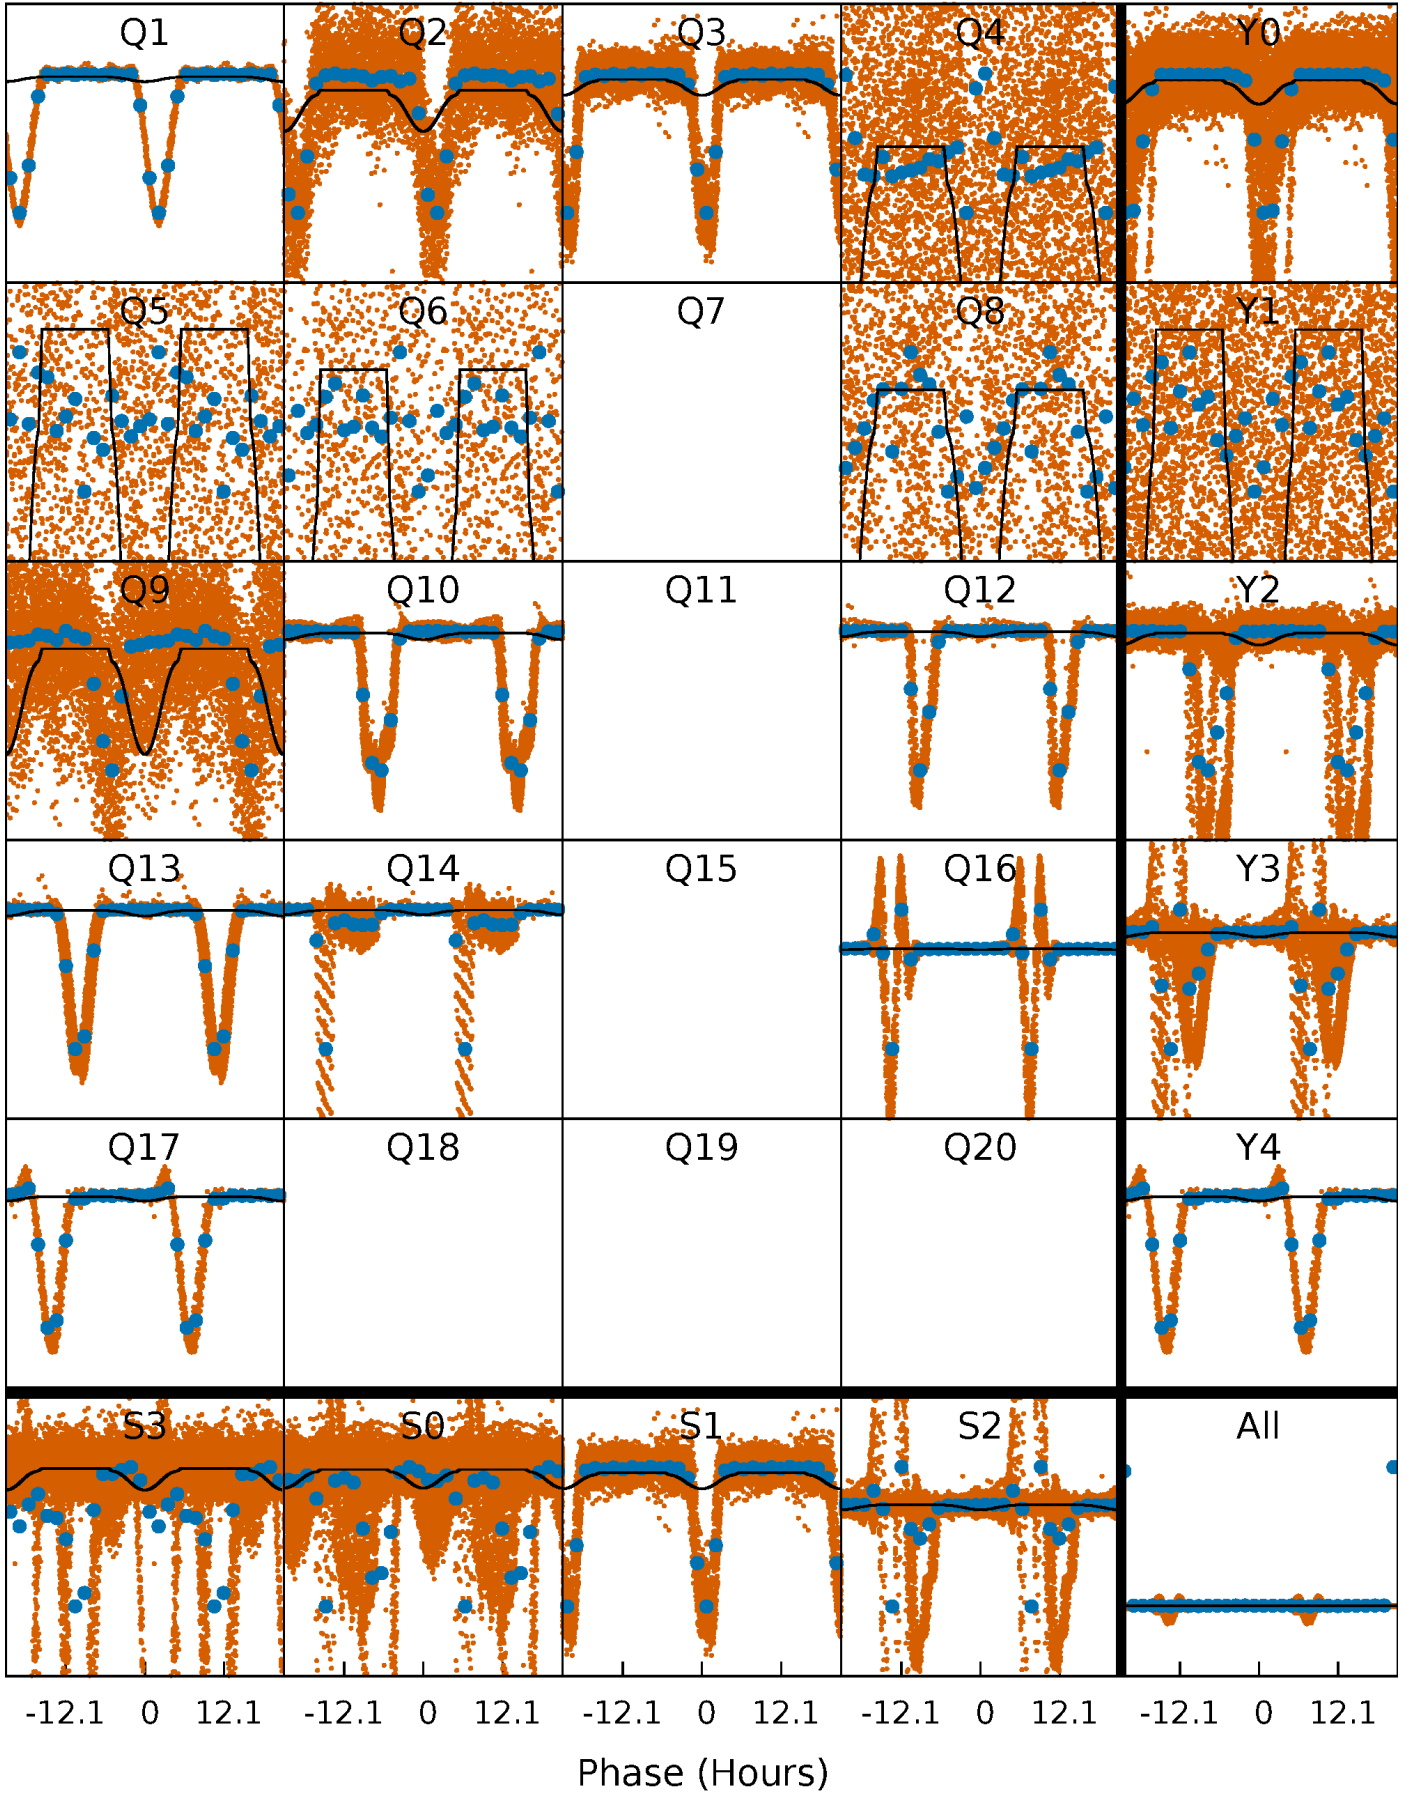 Q1 Q2 Q3 Q4 Y0
Q5 Q6 Q7 Q8 Y1
Q9 Q10 Q11 Q12 Y2
Q13 Q14 Q15 Q16 Y3
Q17 Q18 Q19 Q20 Y4
S3 S0 S1 S2 All
-12.1 0 12.1 -12.1 0 12.1 -12.1 0 12.1 -12.1 0 12.1 -12.1 0 12.1
Phase (Hours)